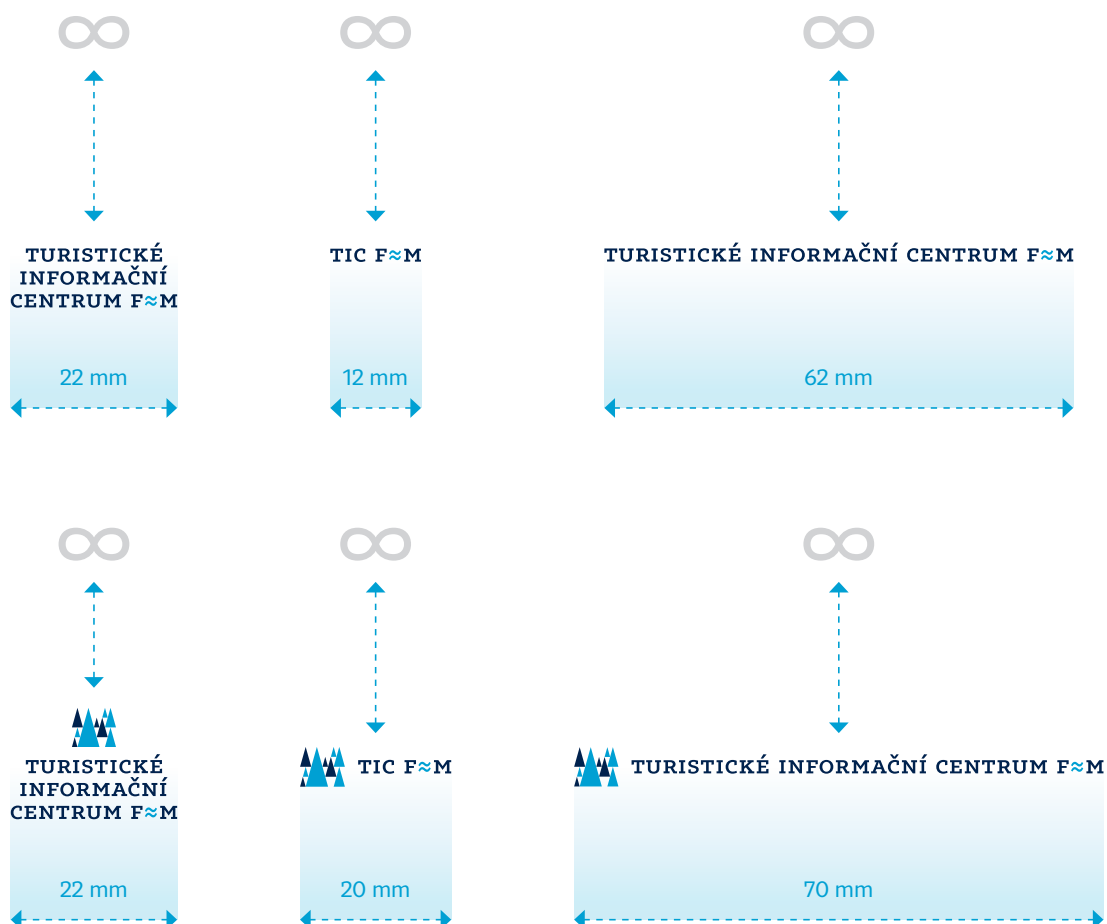 ∞ ∞ ∞
TURISTICKÉ
INFORMAČNÍ
CENTRUM F≈M
TIC F≈M
TURISTICKÉ INFORMAČNÍ CENTRUM F≈M
22 mm
12 mm
62 mm
∞ ∞ ∞
TURISTICKÉ
INFORMAČNÍ
CENTRUM F≈M
TIC F≈M
TURISTICKÉ INFORMAČNÍ CENTRUM F≈M
22 mm
20 mm
70 mm